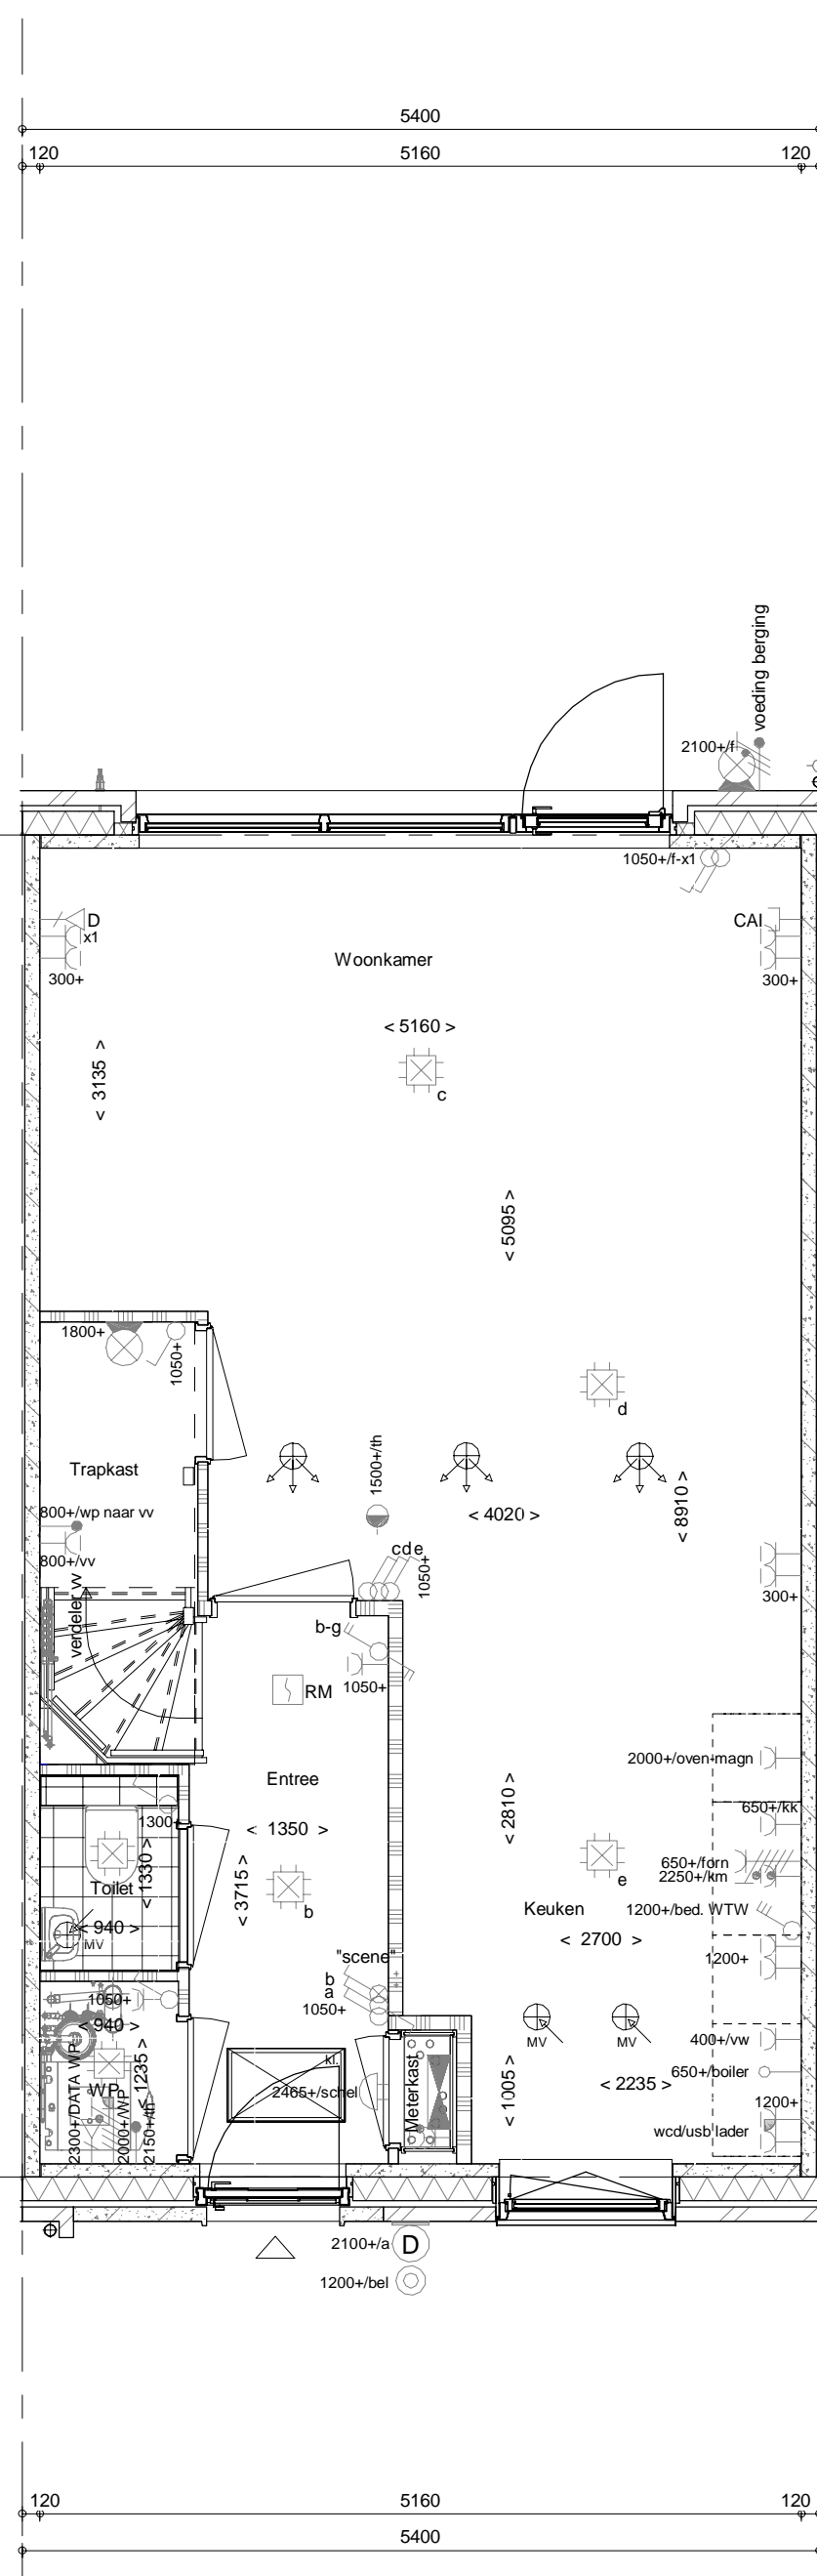 5400
120 5160 120
voeding berging
2100+/f
1050+/f-x1
D CAI
x1
300+ 300+
Woonkamer
< 5160 >
< 3135 >
c
< 5095 >
1800+
1050+
d
Trapkast
1500+/th
< 4020 >
< 8910 >
800+/wp naar vv
800+/vv
cde
1050+
300+
verdeler vv
b-g
1050+
RM
2000+/oven-magn
Entree
650+/kk
1300+
< 1350 >
< 2810 >
< 1330 >
650+/forn
2250+/km
e
Toilet
< 3715 >
b
Keuken
1200+/bed. WTW
< 940 >
MV
< 2700 >
"scene"
1200+
b
a
1050+
1050+
< 940 >
MV MV
400+/vw
kl.
650+/boiler
WP
< 1235 >
2465+/schel
Meterkast
< 1005 >
< 2235 >
1200+
2300+/DATA WP
2000+/WP
2150+/th
wcd/usb lader
2100+/a D
1200+/bel
120 5160 120
5400